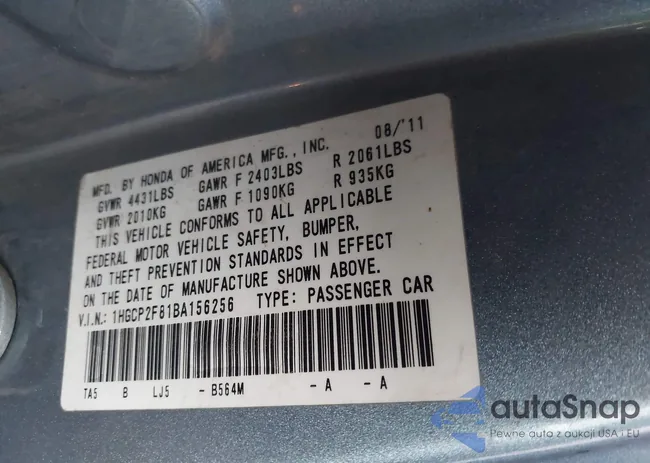 MFD. BY HONDA OF AMERICA MFG., INC. 08/'11
GVWR 4431LBS GAWR F 2403LBS R 2061LBS
GVWR 2010KG GAWR F 1090KG R 935KG
THIS VEHICLE CONFORMS TO ALL APPLICABLE
FEDERAL MOTOR VEHICLE SAFETY, BUMPER,
AND THEFT PREVENTION STANDARDS IN EFFECT
ON THE DATE OF MANUFACTURE SHOWN ABOVE.
V.I.N.: 1HGCP2F81BA156256 TYPE: PASSENGER CAR
TA5 B LJ5 - B564M - A - A
autaSnap
Pewne auta z aukcji USA i EU